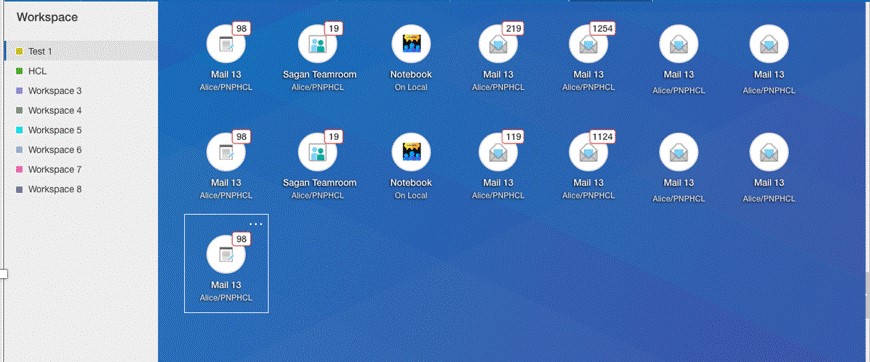 Workspace
Test 1
HCL
Workspace 3
Workspace 4
Workspace 5
Workspace 6
Workspace 7
Workspace 8
98 19 219 1254
Mail 13 Sagan Teamroom Notebook Mail 13 Mail 13 Mail 13 Mail 13
Alice/PNPHCL Alice/PNPHCL On Local Alice/PNPHCL Alice/PNPHCL Alice/PNPHCL Alice/PNPHCL
98 19 119 1124
Mail 13 Sagan Teamroom Notebook Mail 13 Mail 13 Mail 13 Mail 13
Alice/PNPHCL Alice/PNPHCL On Local Alice/PNPHCL Alice/PNPHCL Alice/PNPHCL Alice/PNPHCL
98
Mail 13
Alice/PNPHCL